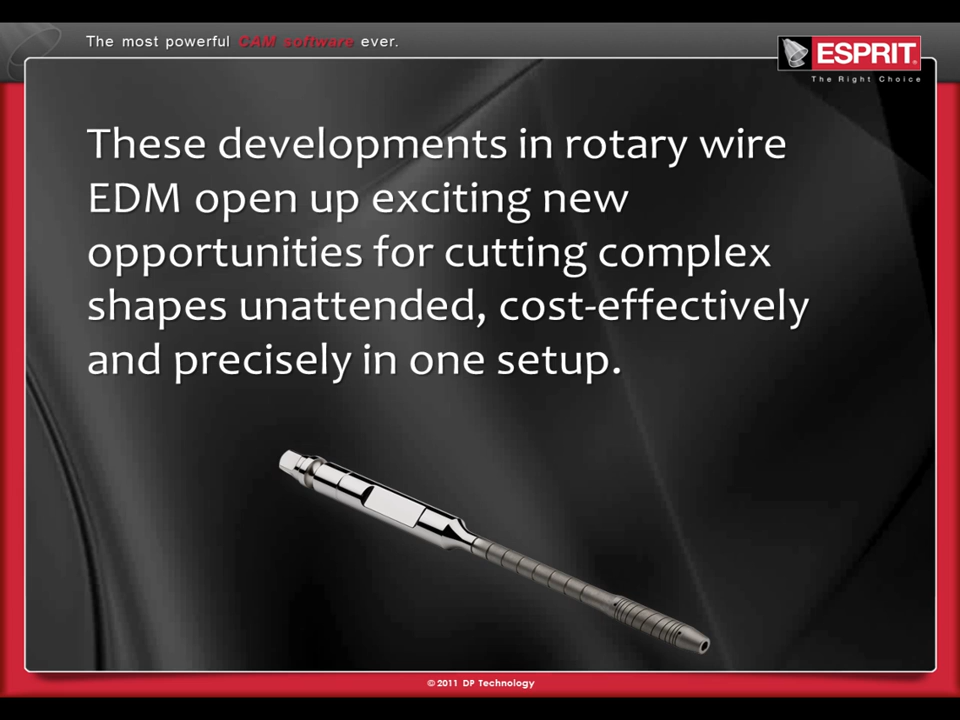 The most powerful CAM software ever.
ESPRIT
The Right Choice
These developments in rotary wire
EDM open up exciting new
opportunities for cutting complex
shapes unattended, cost-effectively
and precisely in one setup.
© 2011 DP Technology